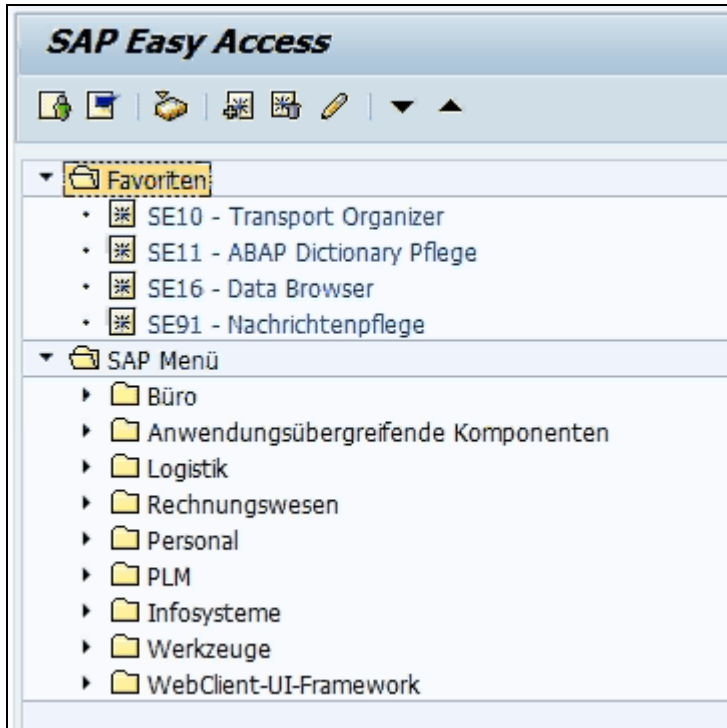 SAP Easy Access
Favoriten
SE10 - Transport Organizer
SE11 - ABAP Dictionary Pflege
SE16 - Data Browser
SE91 - Nachrichtenpflege
SAP Menü
Büro
Anwendungsübergreifende Komponenten
Logistik
Rechnungswesen
Personal
PLM
Infosysteme
Werkzeuge
WebClient-UI-Framework